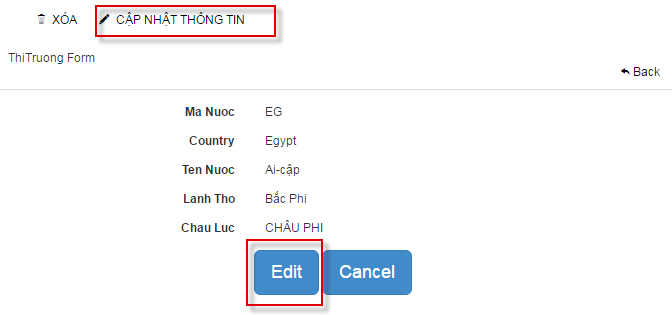 XÓA CẬP NHẬT THÔNG TIN
ThiTruong Form
Back
Ma Nuoc EG
Country Egypt
Ten Nuoc Ai-cập
Lanh Tho Bắc Phi
Chau Luc CHÂU PHI
Edit Cancel